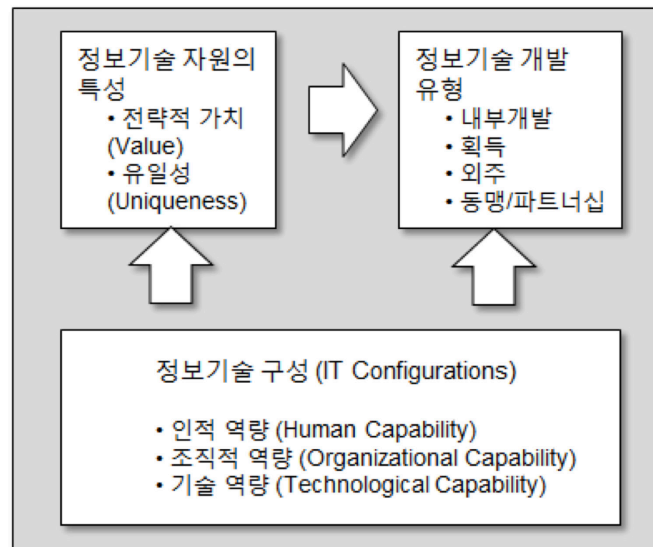 정보기술 자원의
특성
• 전략적 가치
(Value)
• 유일성
(Uniqueness)
정보기술 개발
유형
• 내부개발
• 획득
• 외주
• 동맹/파트너십
정보기술 구성 (IT Configurations)
• 인적 역량 (Human Capability)
• 조직적 역량 (Organizational Capability)
• 기술 역량 (Technological Capability)